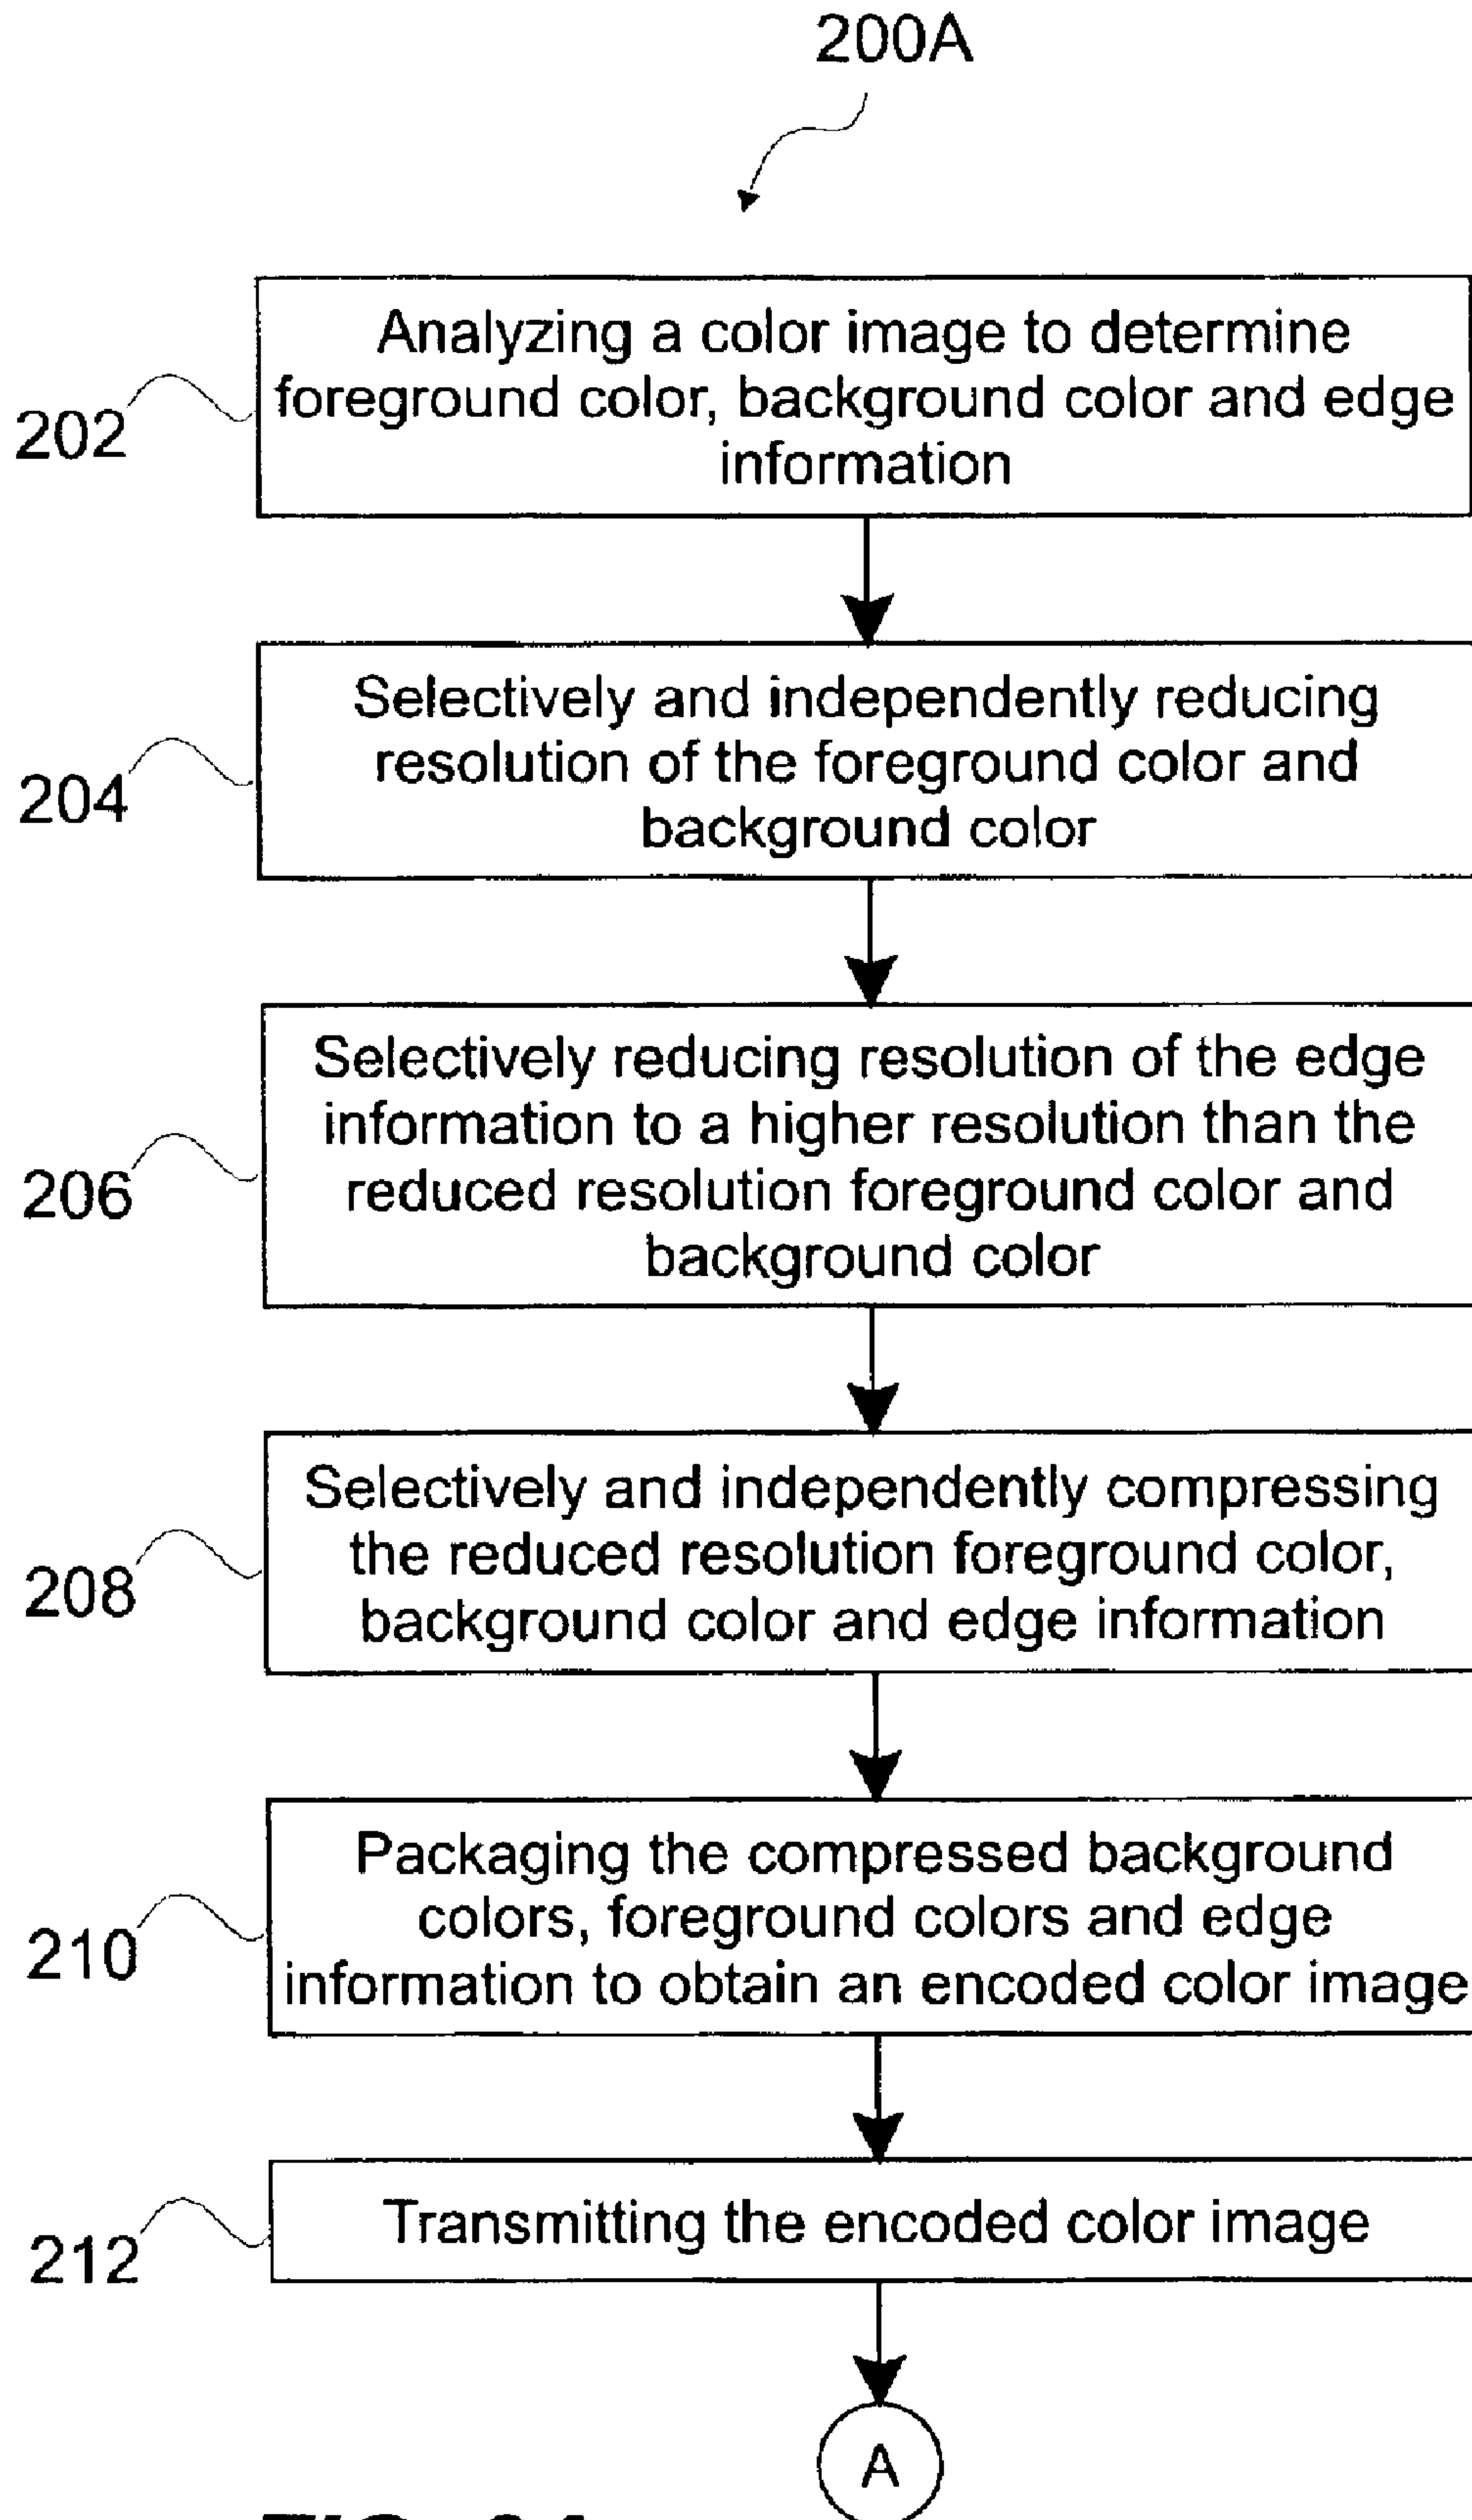 200A
202
Analyzing a color image to determine
foreground color, background color and edge
information
204
Selectively and independently reducing
resolution of the foreground color and
background color
206
Selectively reducing resolution of the edge
information to a higher resolution than the
reduced resolution foreground color and
background color
208
Selectively and independently compressing
the reduced resolution foreground color,
background color and edge information
210
Packaging the compressed background
colors, foreground colors and edge
information to obtain an encoded color image
212
Transmitting the encoded color image
A